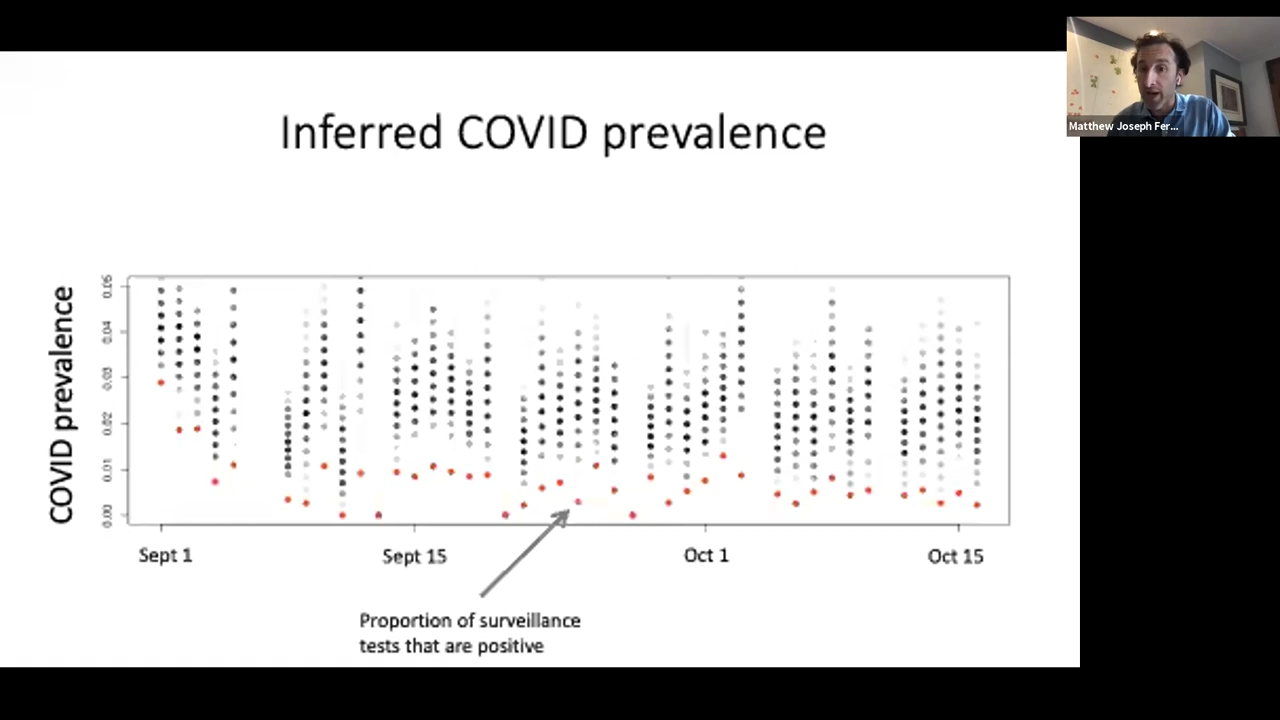 Matthew Joseph Fer...
Inferred COVID prevalence
COVID prevalence
0.00
0.01
0.02
0.03
0.04
0.05
Sept 1
Sept 15
Oct 1
Oct 15
Proportion of surveillance
tests that are positive